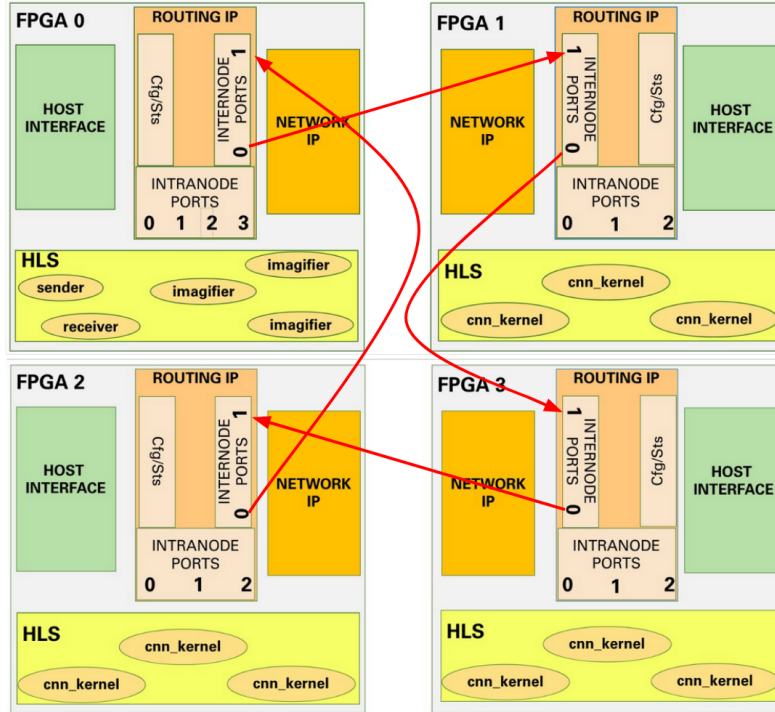 FPGA 0
ROUTING IP
HOST
INTERFACE
Cfg/Sts
INTERNODE
PORTS
1
0
NETWORK
IP
INTRANODE
PORTS
0 1 2 3
HLS
sender
receiver
imagifier
imagifier
imagifier
FPGA 1
ROUTING IP
NETWORK
IP
1
0
INTERNODE
PORTS
Cfg/Sts
HOST
INTERFACE
INTRANODE
PORTS
0 1 2
HLS
cnn_kernel
cnn_kernel
cnn_kernel
FPGA 2
ROUTING IP
HOST
INTERFACE
Cfg/Sts
INTERNODE
PORTS
1
0
NETWORK
IP
INTRANODE
PORTS
0 1 2
HLS
cnn_kernel
cnn_kernel
cnn_kernel
FPGA 3
ROUTING IP
NETWORK
IP
1
0
INTERNODE
PORTS
Cfg/Sts
HOST
INTERFACE
INTRANODE
PORTS
0 1 2
HLS
cnn_kernel
cnn_kernel
cnn_kernel